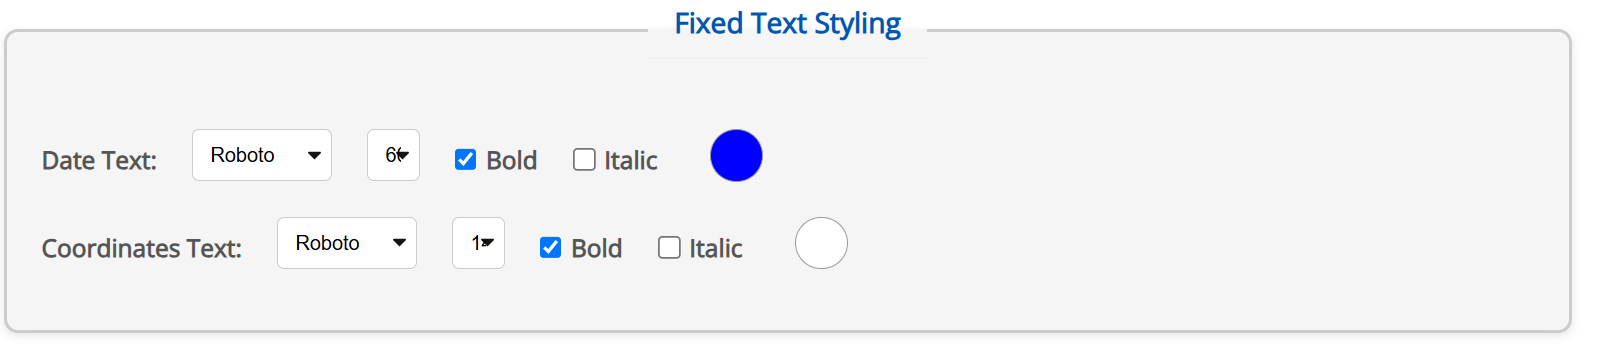 Fixed Text Styling
Date Text: Roboto Bold Italic
Coordinates Text: Roboto Bold Italic